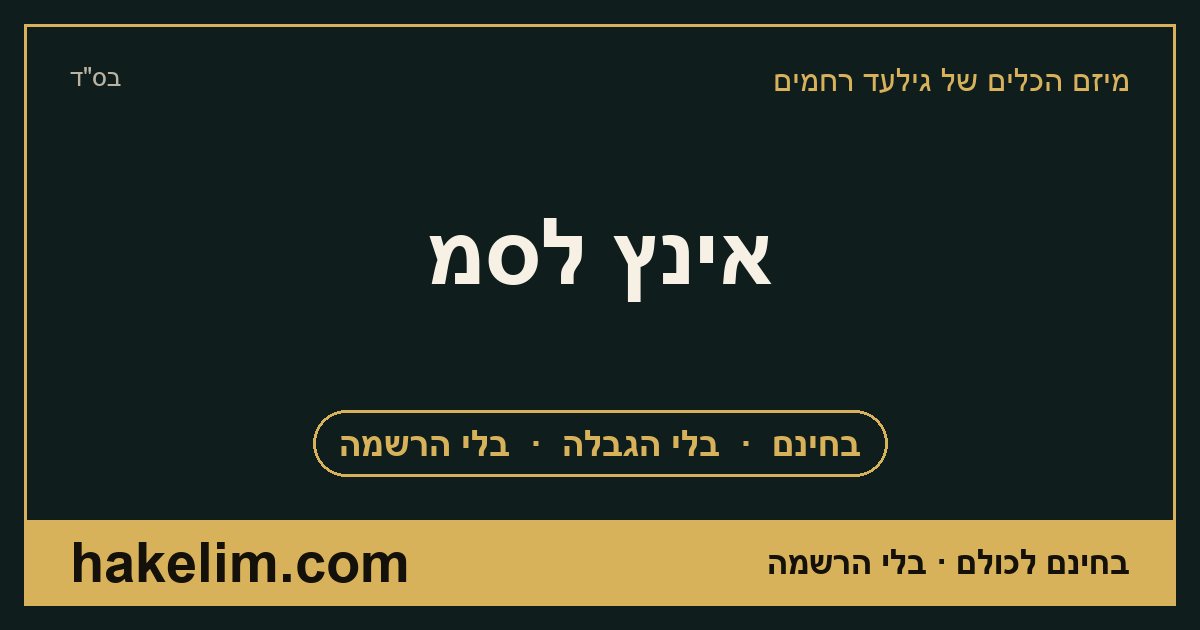 מיזם הכלים של גילעד רחמים
בס"ד
אינץ לסמ
בחינם · בלי הגבלה · בלי הרשמה
בחינם לכולם · בלי הרשמה
hakelim.com